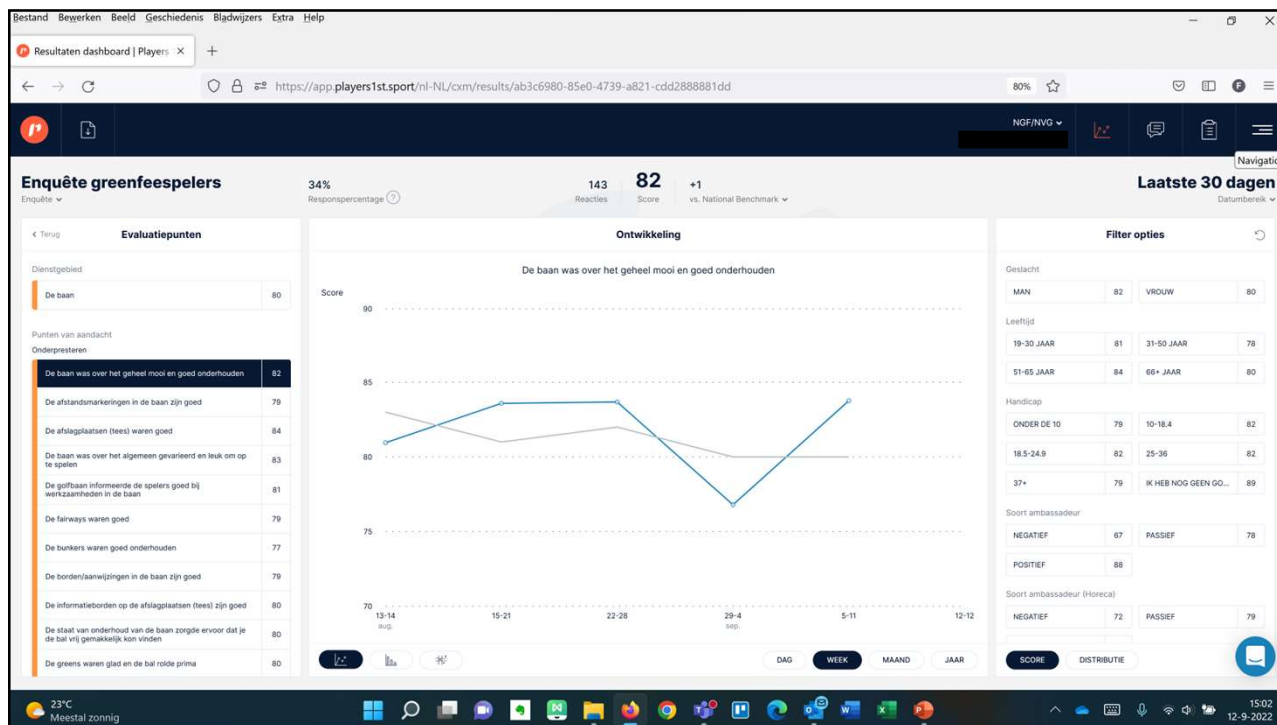 Bestand Bewerken Beeld Geschiedenis Bladwijzers Extra Help
Resultaten dashboard | Players
https://app.players1st.sport/nl-NL/cxm/results/ab3c6980-85e0-4739-a821-cdd2888881dd
80%
NGF/NVG
Navigatio
Enquête greenfeespelers
Enquête
34%
Responspercentage ?
143
Reacties
82
Score
+1
vs. National Benchmark
Laatste 30 dagen
Datumbereik
Terug
Evaluatiepunten
Dienstgebied
De baan 80
Punten van aandacht
Onderpresteren
De baan was over het geheel mooi en goed onderhouden 82
De afstandsmarkeringen in de baan zijn goed 79
De afslagplaatsen (tees) waren goed 84
De baan was over het algemeen gevarieerd en leuk om op
te spelen 83
De golfbaan informeerde de spelers goed bij
werkzaamheden in de baan 81
De fairways waren goed 79
De bunkers waren goed onderhouden 77
De borden/aanwijzingen in de baan zijn goed 79
De informatieborden op de afslagplaatsen (tees) zijn goed 80
De staat van onderhoud van de baan zorgde ervoor dat je
de bal vrij gemakkelijk kon vinden 80
De greens waren glad en de bal rolde prima 80
Ontwikkeling
De baan was over het geheel mooi en goed onderhouden
Score
90
85
80
75
70
13-14 15-21 22-28 29-4 5-11 12-12
aug. sep.
DAG WEEK MAAND JAAR
Filter opties
Geslacht
MAN 82 VROUW 80
Leeftijd
19-30 JAAR 81 31-50 JAAR 78
51-65 JAAR 84 66+ JAAR 80
Handicap
ONDER DE 10 79 10-18.4 82
18.5-24.9 82 25-36 82
37+ 79 IK HEB NOG GEEN GO... 89
Soort ambassadeur
NEGATIEF 67 PASSIEF 78
POSITIEF 88
Soort ambassadeur (Horeca)
NEGATIEF 72 PASSIEF 79
SCORE DISTRIBUTIE
23°C
Meestal zonnig
15:02
12-9-2022